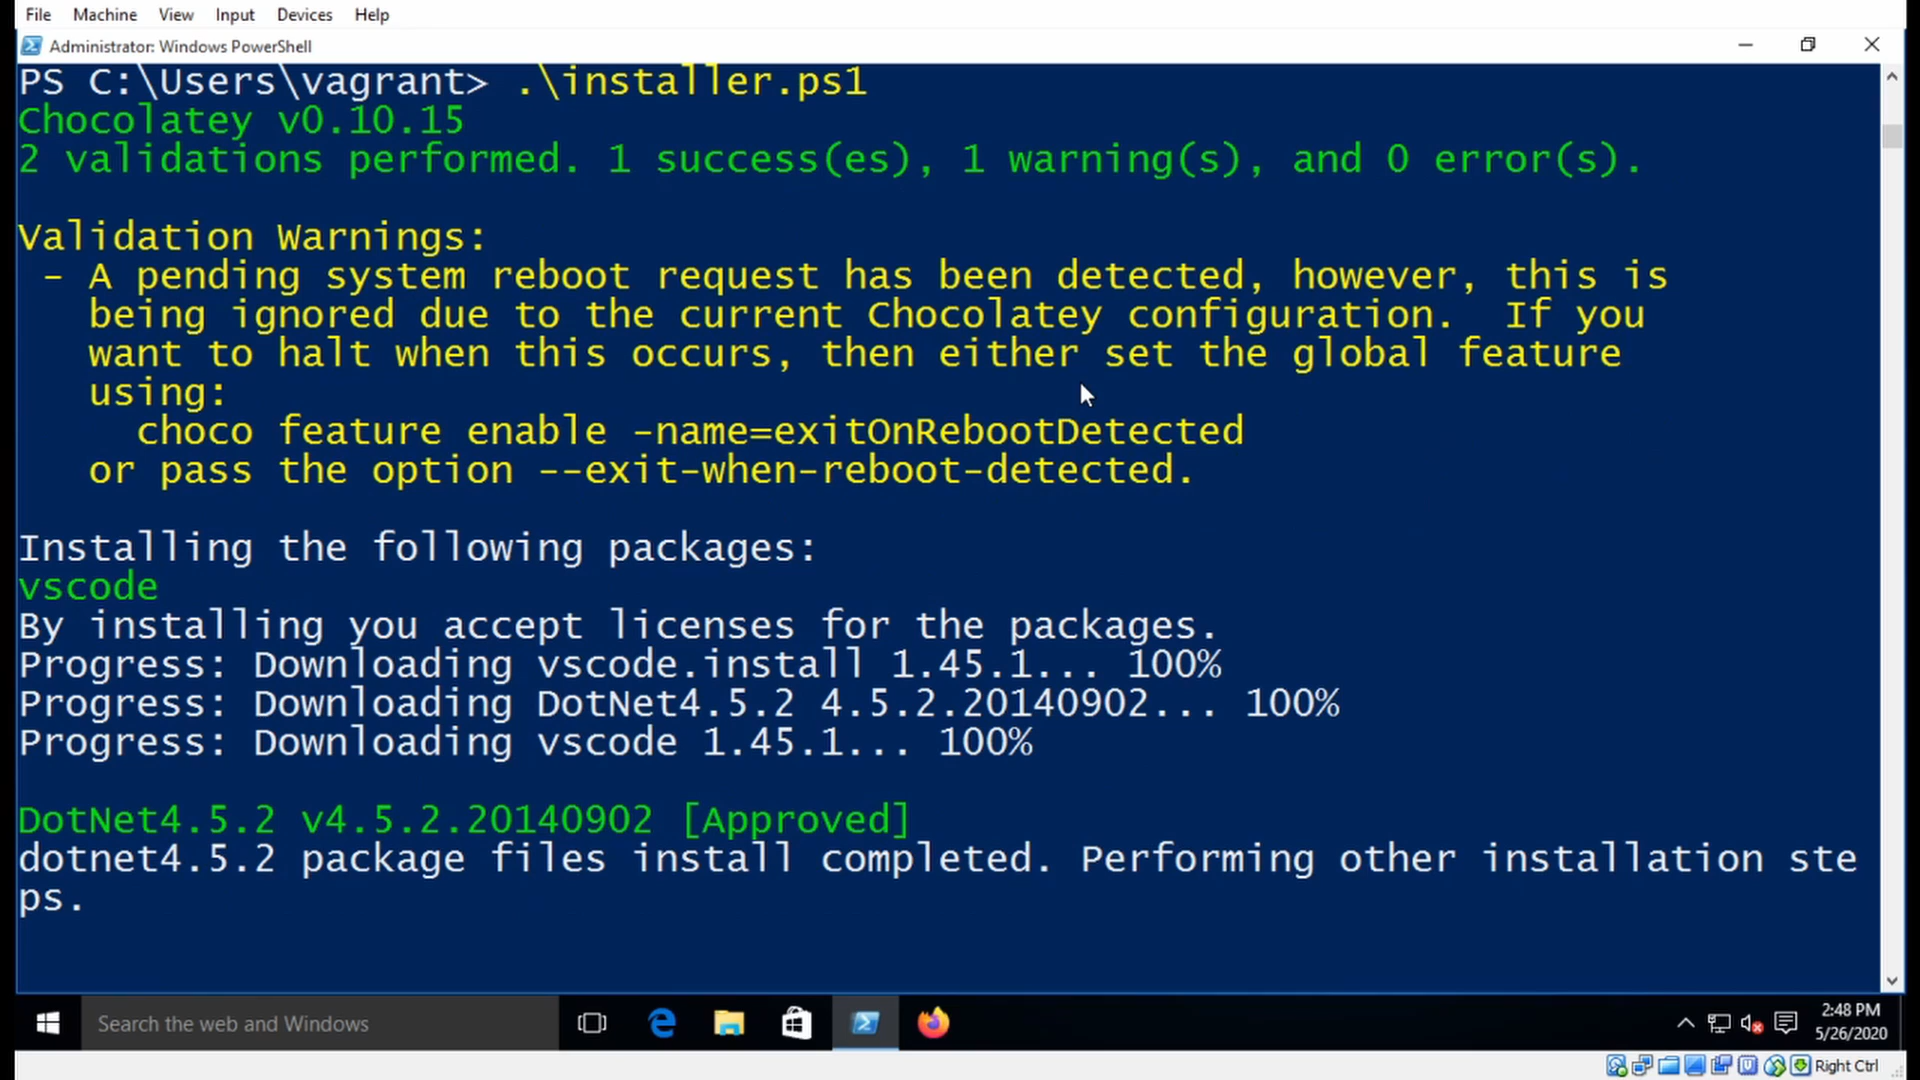 File Machine View Input Devices Help
Administrator: Windows PowerShell
PS C:\Users\vagrant> .\installer.ps1
Chocolatey v0.10.15
2 validations performed. 1 success(es), 1 warning(s), and 0 error(s).
Validation Warnings:
- A pending system reboot request has been detected, however, this is
being ignored due to the current Chocolatey configuration. If you
want to halt when this occurs, then either set the global feature
using:
choco feature enable -name=exitOnRebootDetected
or pass the option --exit-when-reboot-detected.
Installing the following packages:
vscode
By installing you accept licenses for the packages.
Progress: Downloading vscode.install 1.45.1... 100%
Progress: Downloading DotNet4.5.2 4.5.2.20140902... 100%
Progress: Downloading vscode 1.45.1... 100%
DotNet4.5.2 v4.5.2.20140902 [Approved]
dotnet4.5.2 package files install completed. Performing other installation ste
ps.
Search the web and Windows
2:48 PM
5/26/2020
Right Ctrl